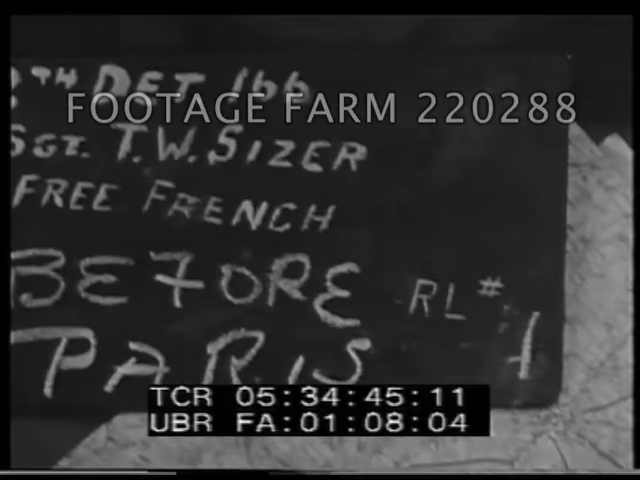 TH DET 166
FOOTAGE FARM 220288
SGT. T.W. SIZER
FREE FRENCH
BEFORE RL# 1
PARIS
TCR 05:34:45:11
UBR FA:01:08:04